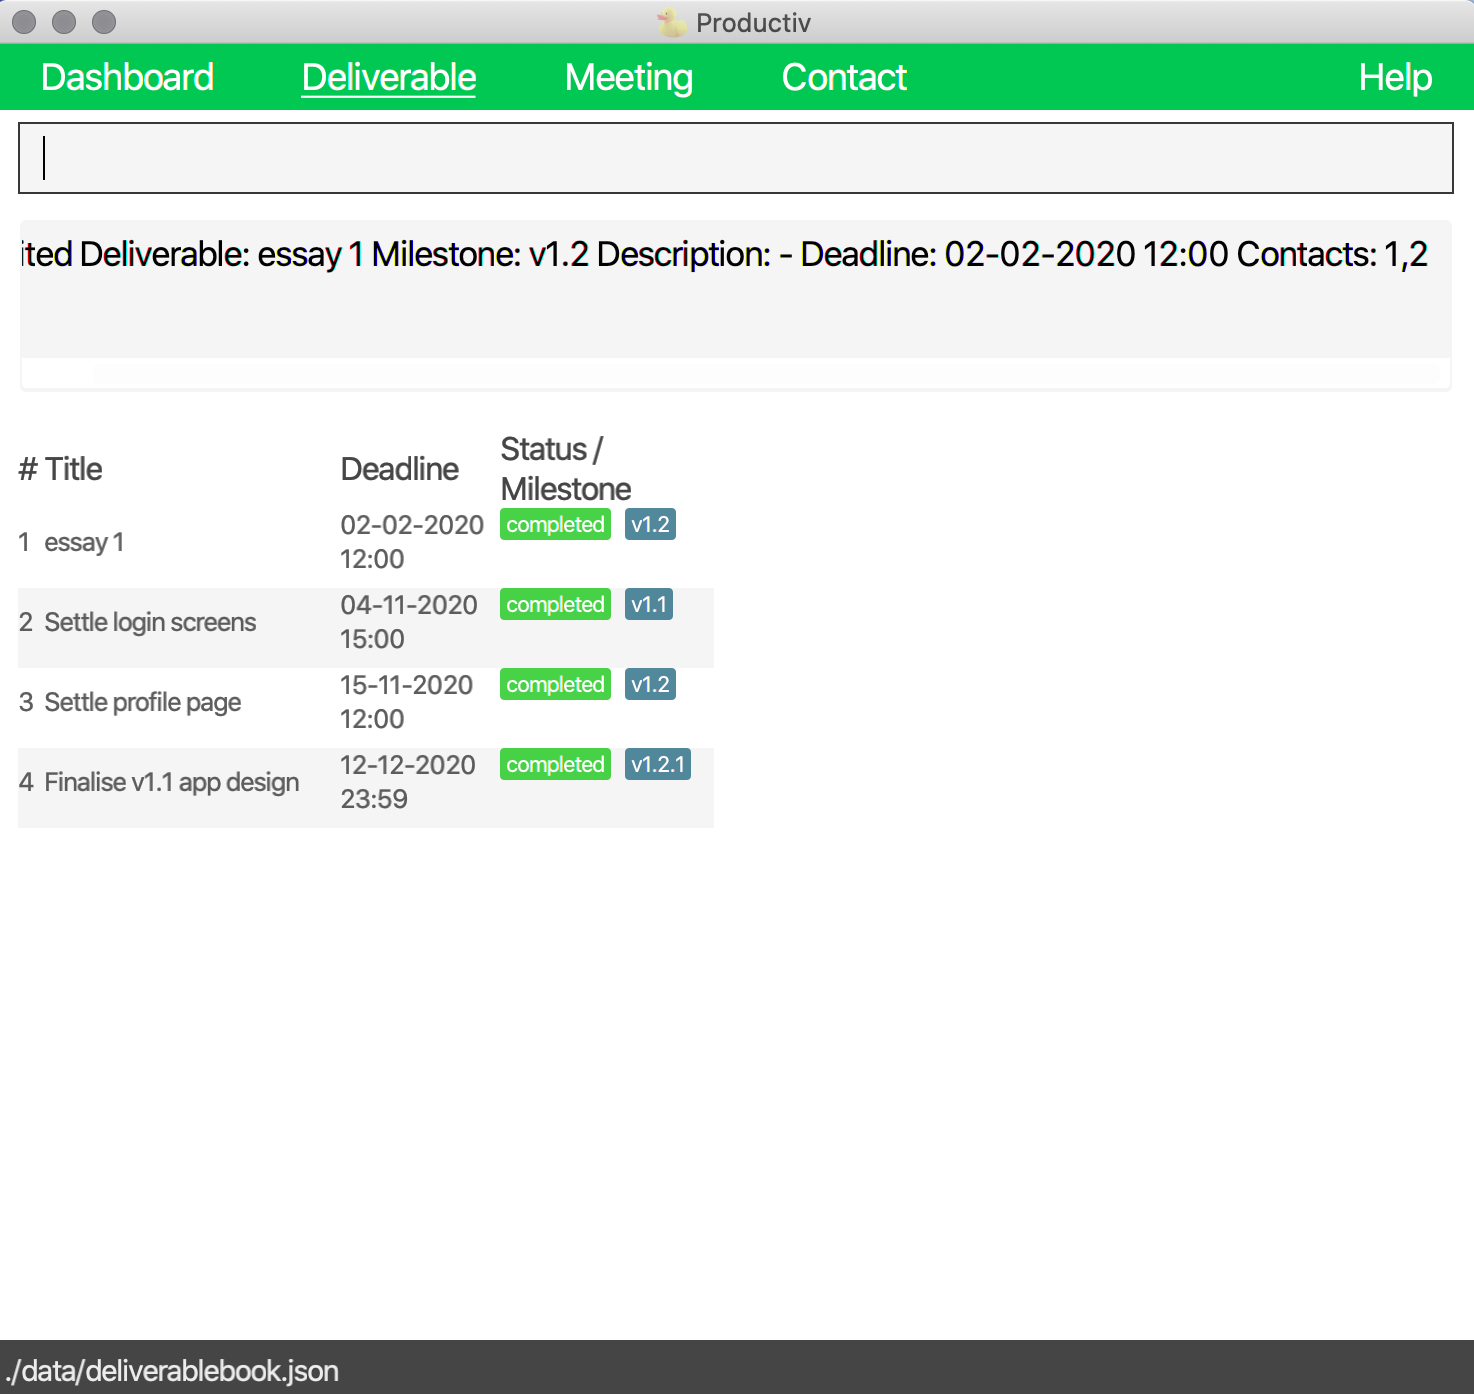 Productiv
Dashboard Deliverable Meeting Contact Help
ited Deliverable: essay 1 Milestone: v1.2 Description: - Deadline: 02-02-2020 12:00 Contacts: 1,2
# Title Deadline Status / Milestone
1 essay 1 02-02-2020 12:00 completed v1.2
2 Settle login screens 04-11-2020 15:00 completed v1.1
3 Settle profile page 15-11-2020 12:00 completed v1.2
4 Finalise v1.1 app design 12-12-2020 23:59 completed v1.2.1
./data/deliverablebook.json